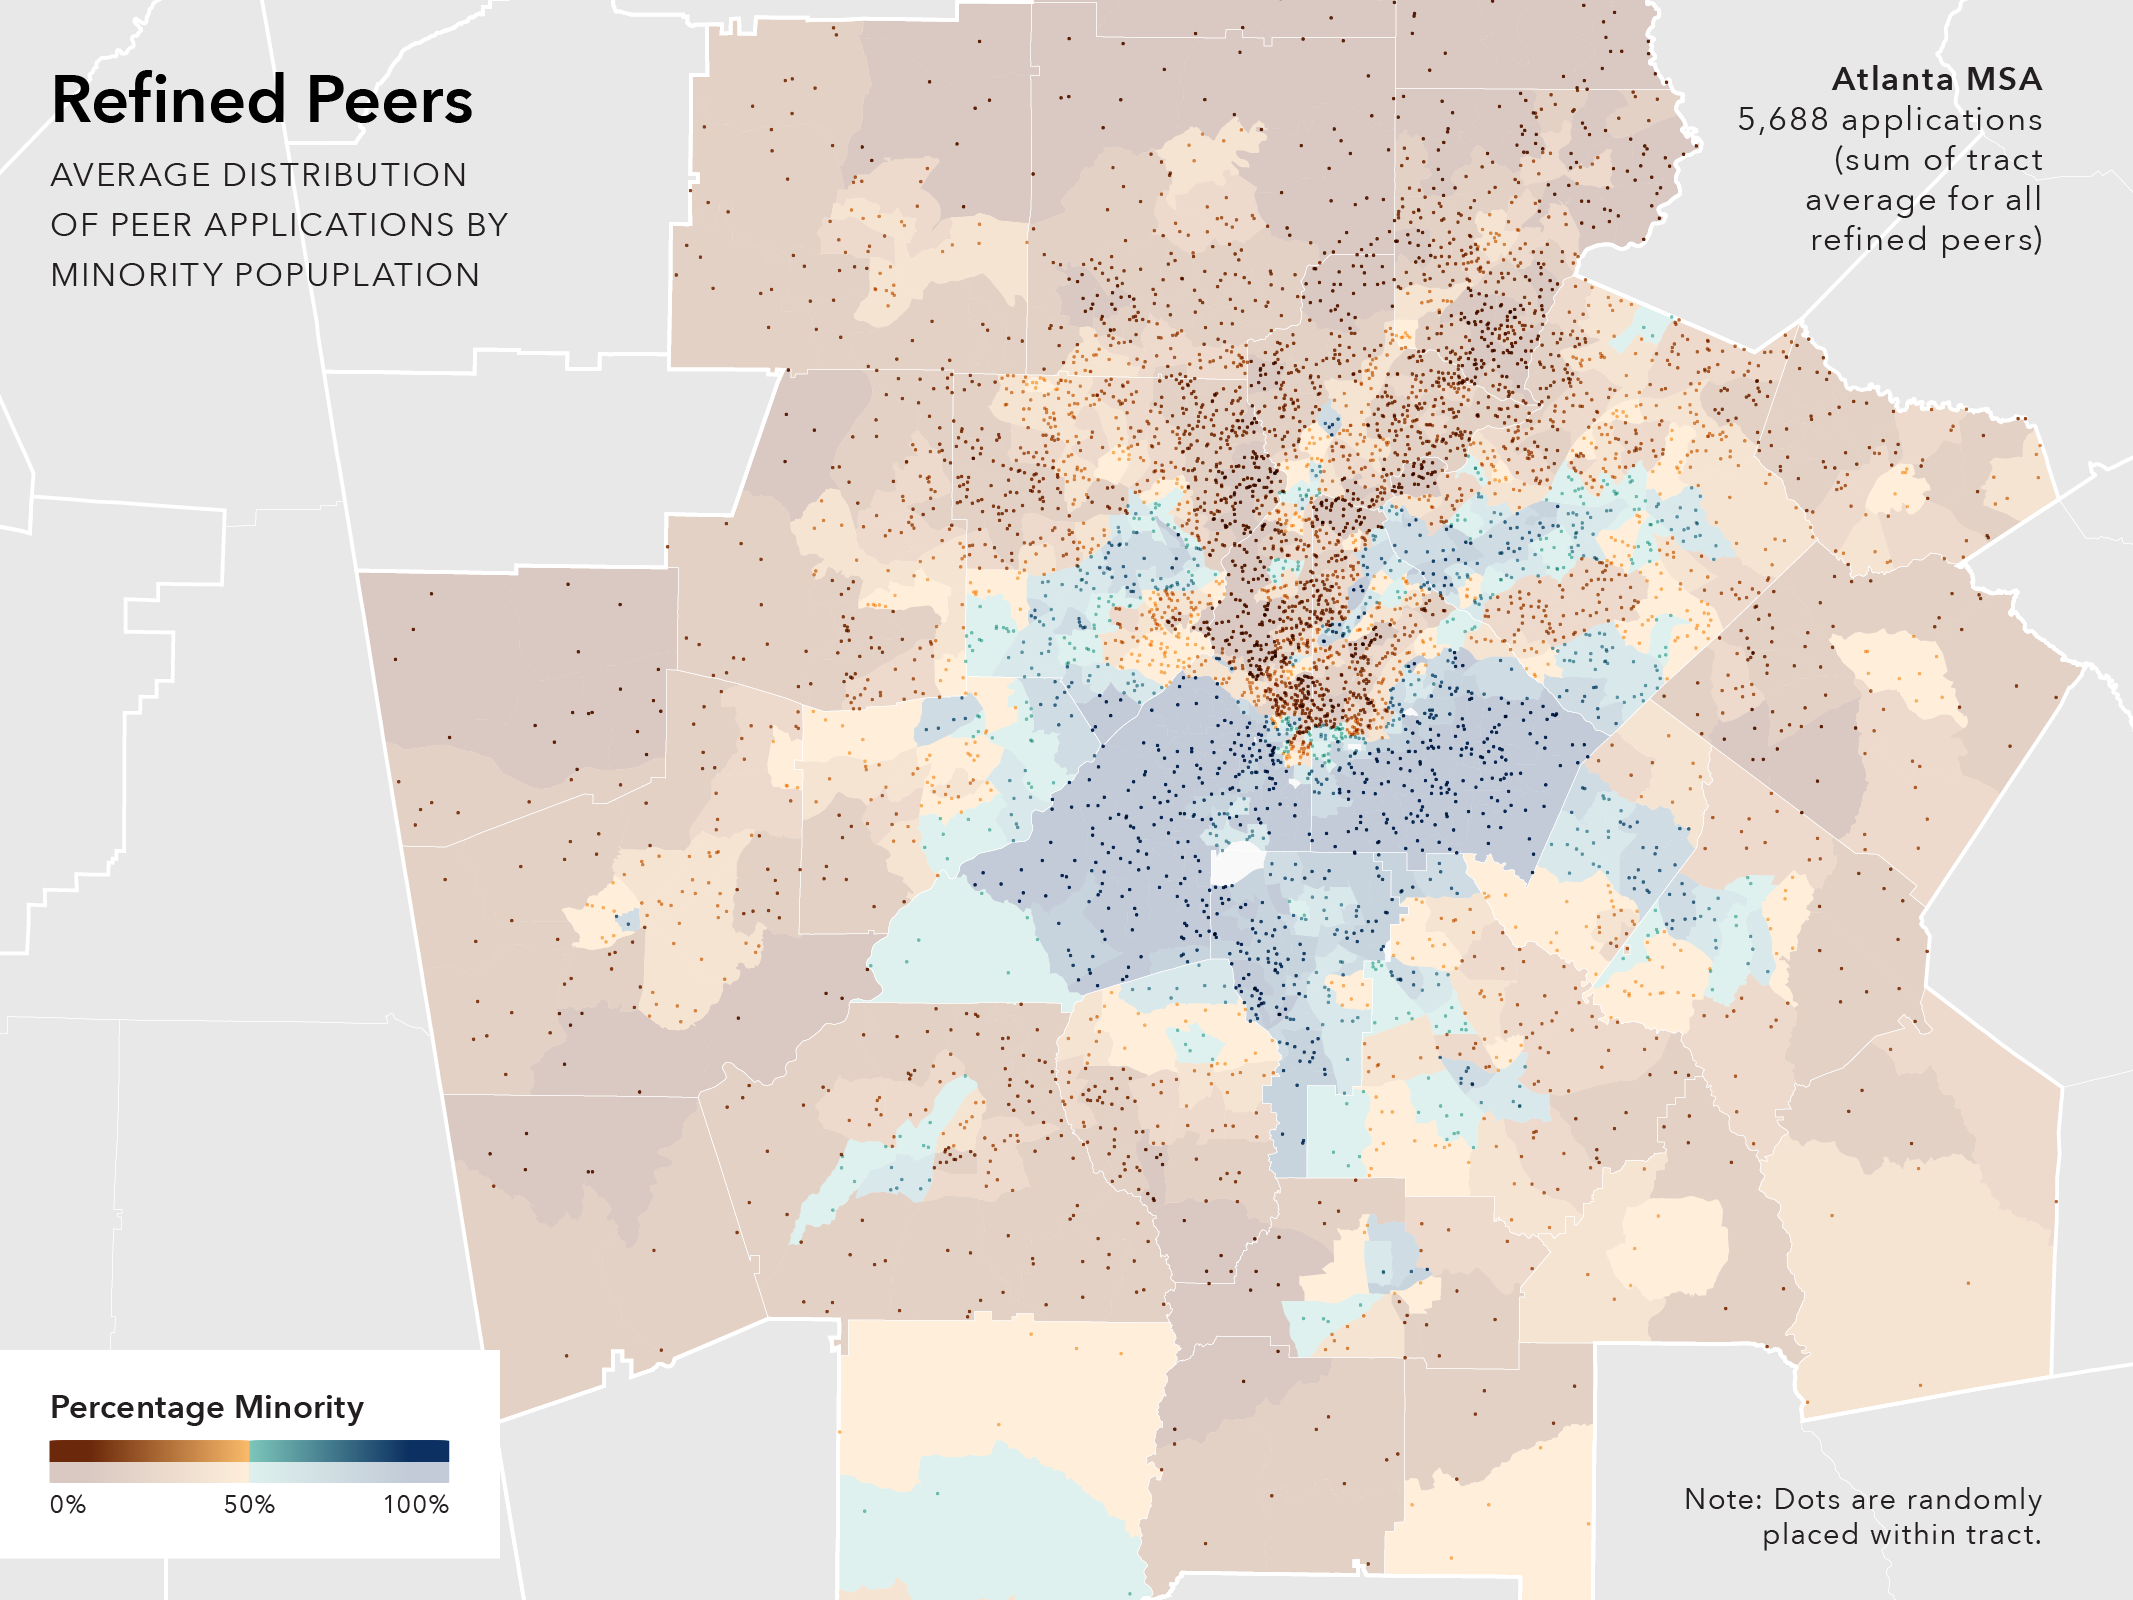 Refined Peers
AVERAGE DISTRIBUTION
OF PEER APPLICATIONS BY
MINORITY POPUPLATION
Atlanta MSA
5,688 applications
(sum of tract
average for all
refined peers)
Percentage Minority
0% 50% 100%
Note: Dots are randomly
placed within tract.